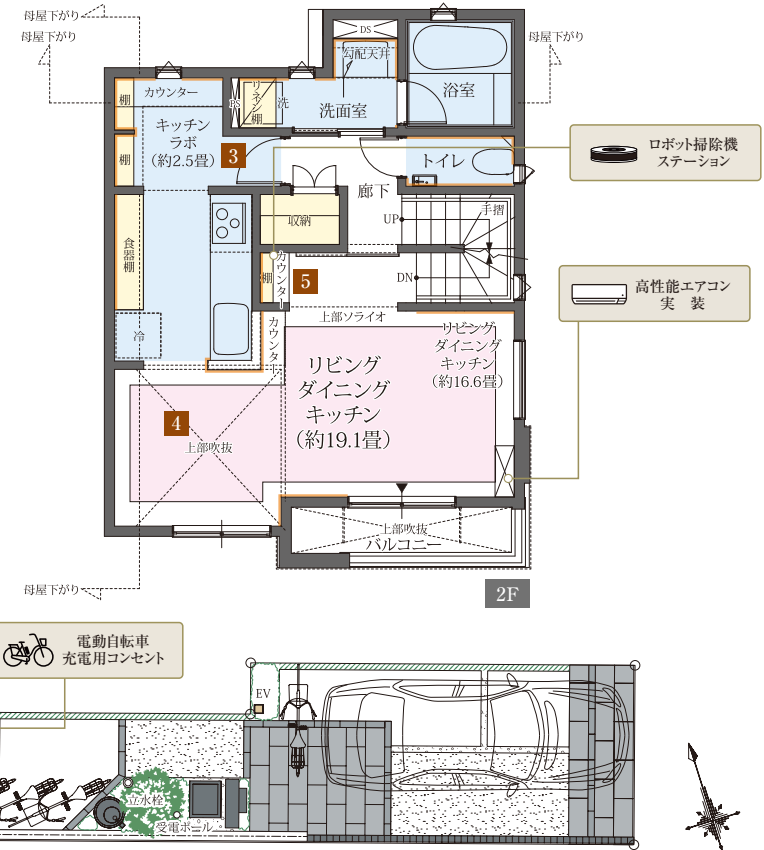 母屋下がり
母屋下がり
母屋下がり
DS
勾配天井
浴室
棚
カウンター
PS
リネン棚
洗
洗面室
キッチン
ラボ
(約2.5畳)
3
棚
トイレ
ロボット掃除機
ステーション
廊下
手摺
収納
UP
食器棚
棚
カウンター
5
DN
高性能エアコン
実 装
冷
カウンター
上部ソライオ
リビング
ダイニング
キッチン
(約16.6畳)
リビング
ダイニング
キッチン
(約19.1畳)
4
上部吹抜
上部吹抜
バルコニー
母屋下がり
2F
電動自転車
充電用コンセント
EV
立水栓
受電ポール